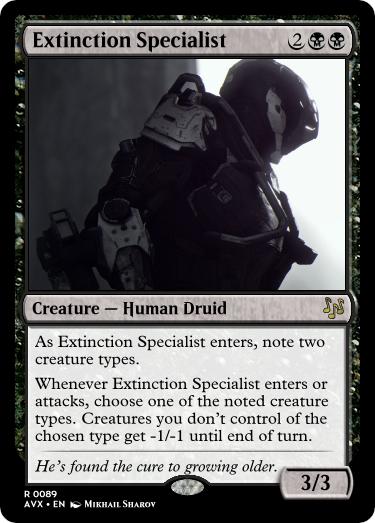 Extinction Specialist 2
Creature — Human Druid
As Extinction Specialist enters, note two
creature types.
Whenever Extinction Specialist enters or
attacks, choose one of the noted creature
types. Creatures you don't control of the
chosen type get -1/-1 until end of turn.
He's found the cure to growing older.
3/3
R 0089
AVX • EN Mikhail Sharov